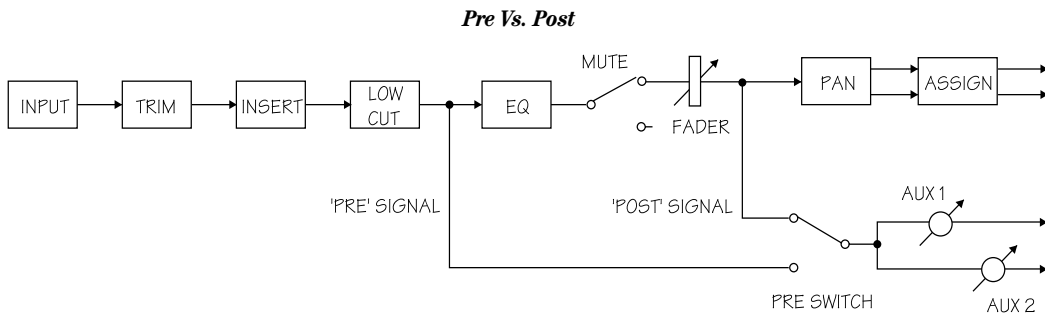 Pre Vs. Post
MUTE
INPUT
TRIM
INSERT
LOW
CUT
EQ
FADER
PAN
ASSIGN
'PRE' SIGNAL
'POST' SIGNAL
AUX 1
PRE SWITCH
AUX 2